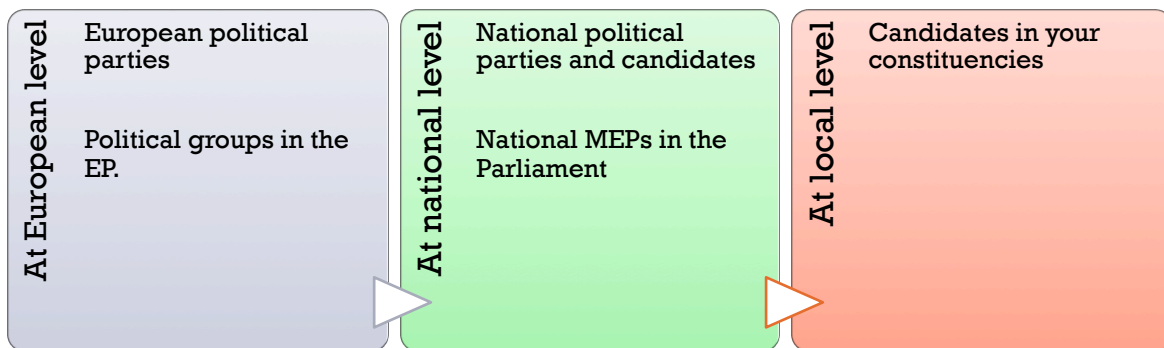 At European level
European political
parties
Political groups in the
EP.
At national level
National political
parties and candidates
National MEPs in the
Parliament
At local level
Candidates in your
constituencies